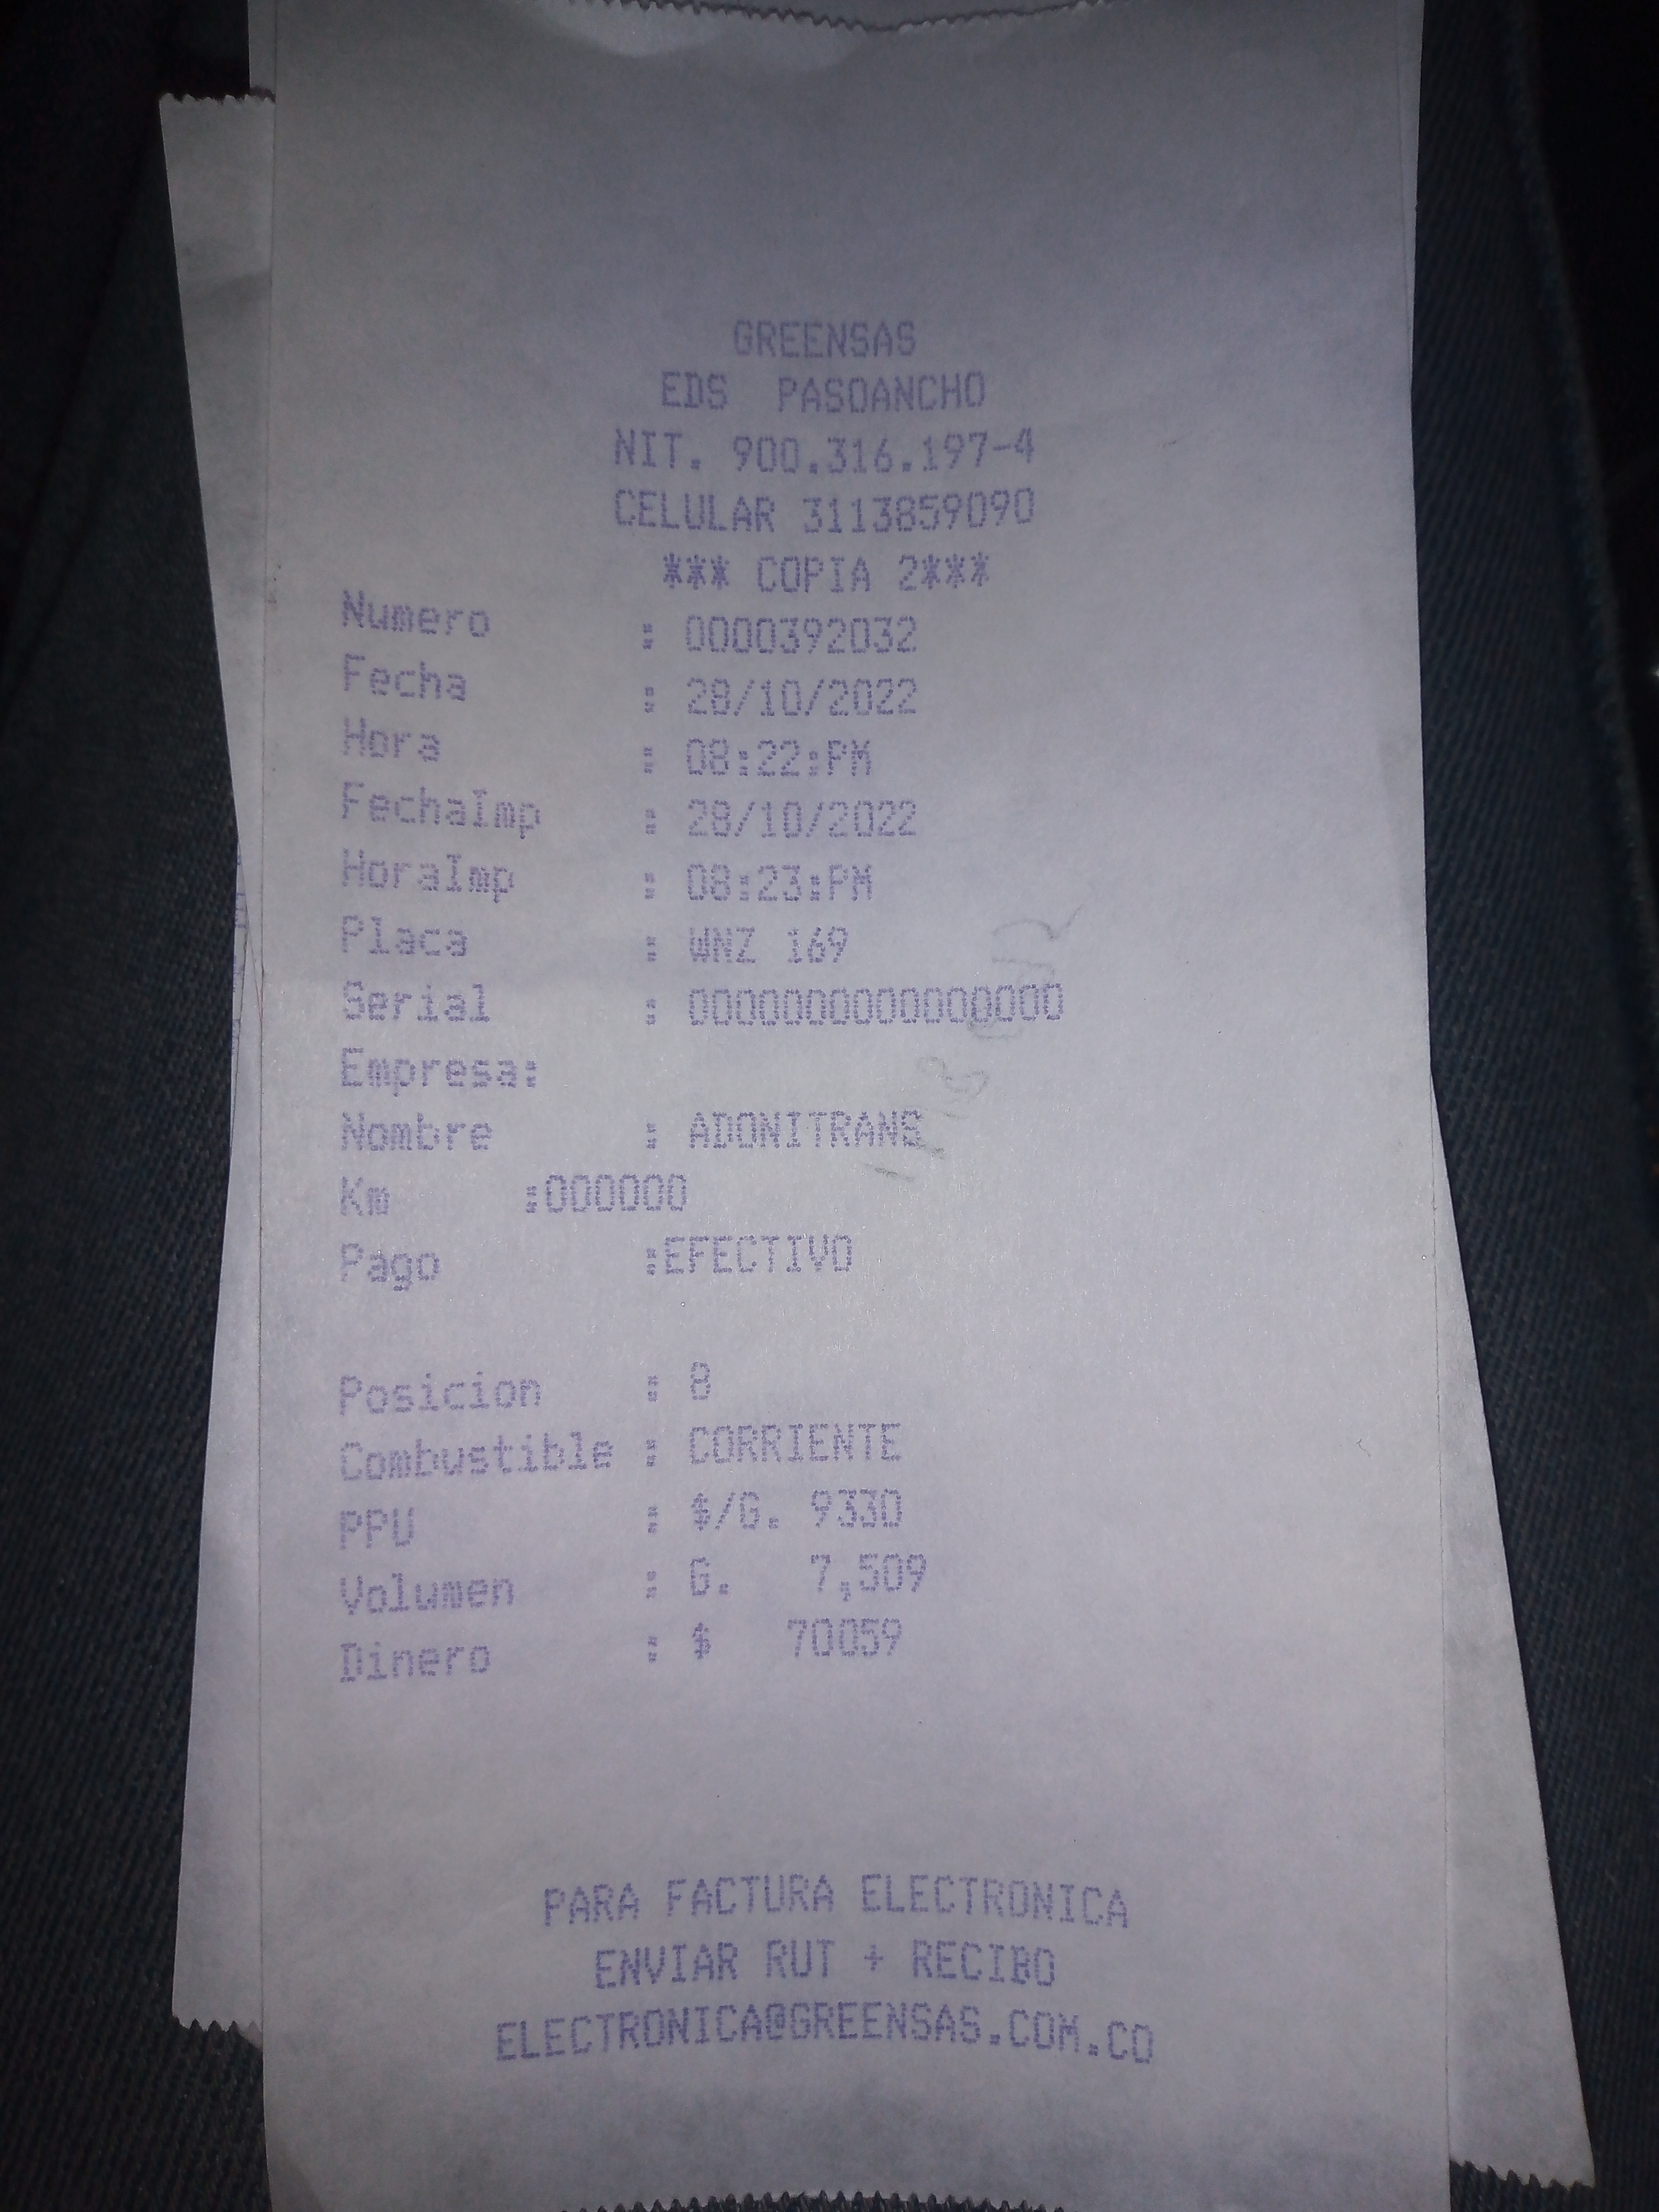 GREENSAS
EDS PASOANCHO
NIT. 900.316.197-4
CELULAR 3113859090
*** COPIA 2***
Numero : 0000392032
Fecha : 28/10/2022
Hora : 08:22:PM
FechaImp : 28/10/2022
HoraImp : 08:23:PM
Placa : WMZ 169
Serial : 0000000000000000
Empresa:
Nombre : ADONITRANS
Km :000000
Pago :EFECTIVO
Posicion : 8
Combustible : CORRIENTE
PPU : $/G. 9330
Volumen : G. 7,509
Dinero : $ 70059
PARA FACTURA ELECTRONICA
ENVIAR RUT + RECIBO
ELECTRONICA@GREENSAS.COM.CO